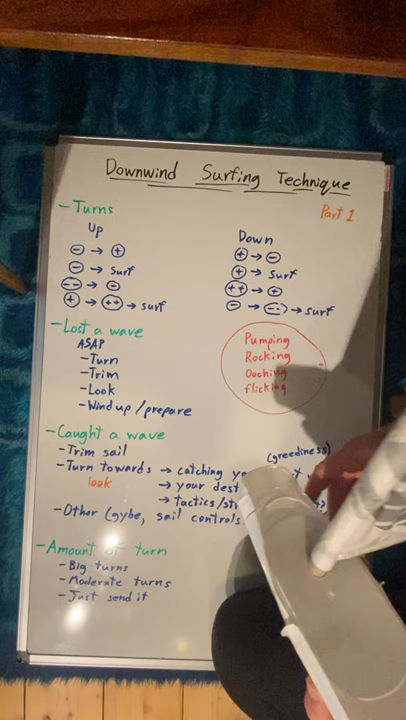 Downwind Surfing Technique
Part 1
- Turns
Up
⊖ → ⊕
⊖ → surf
(--) → ⊖
⊕ → (++) → surf
Down
⊕ → ⊖
⊕ → surf
(++) → ⊕
⊖ → (--) → surf
- Lost a wave
ASAP
- Turn
- Trim
- Look
- Wind up / prepare
Pumping
Rocking
Ooching
flicking
- Caught a wave
- Trim sail
(greediness)
- Turn towards → catching
look → your
→ tactics/
- Other (gybe, sail controls
- Amount of turn
- Big turns
- Moderate turns
- Just send it